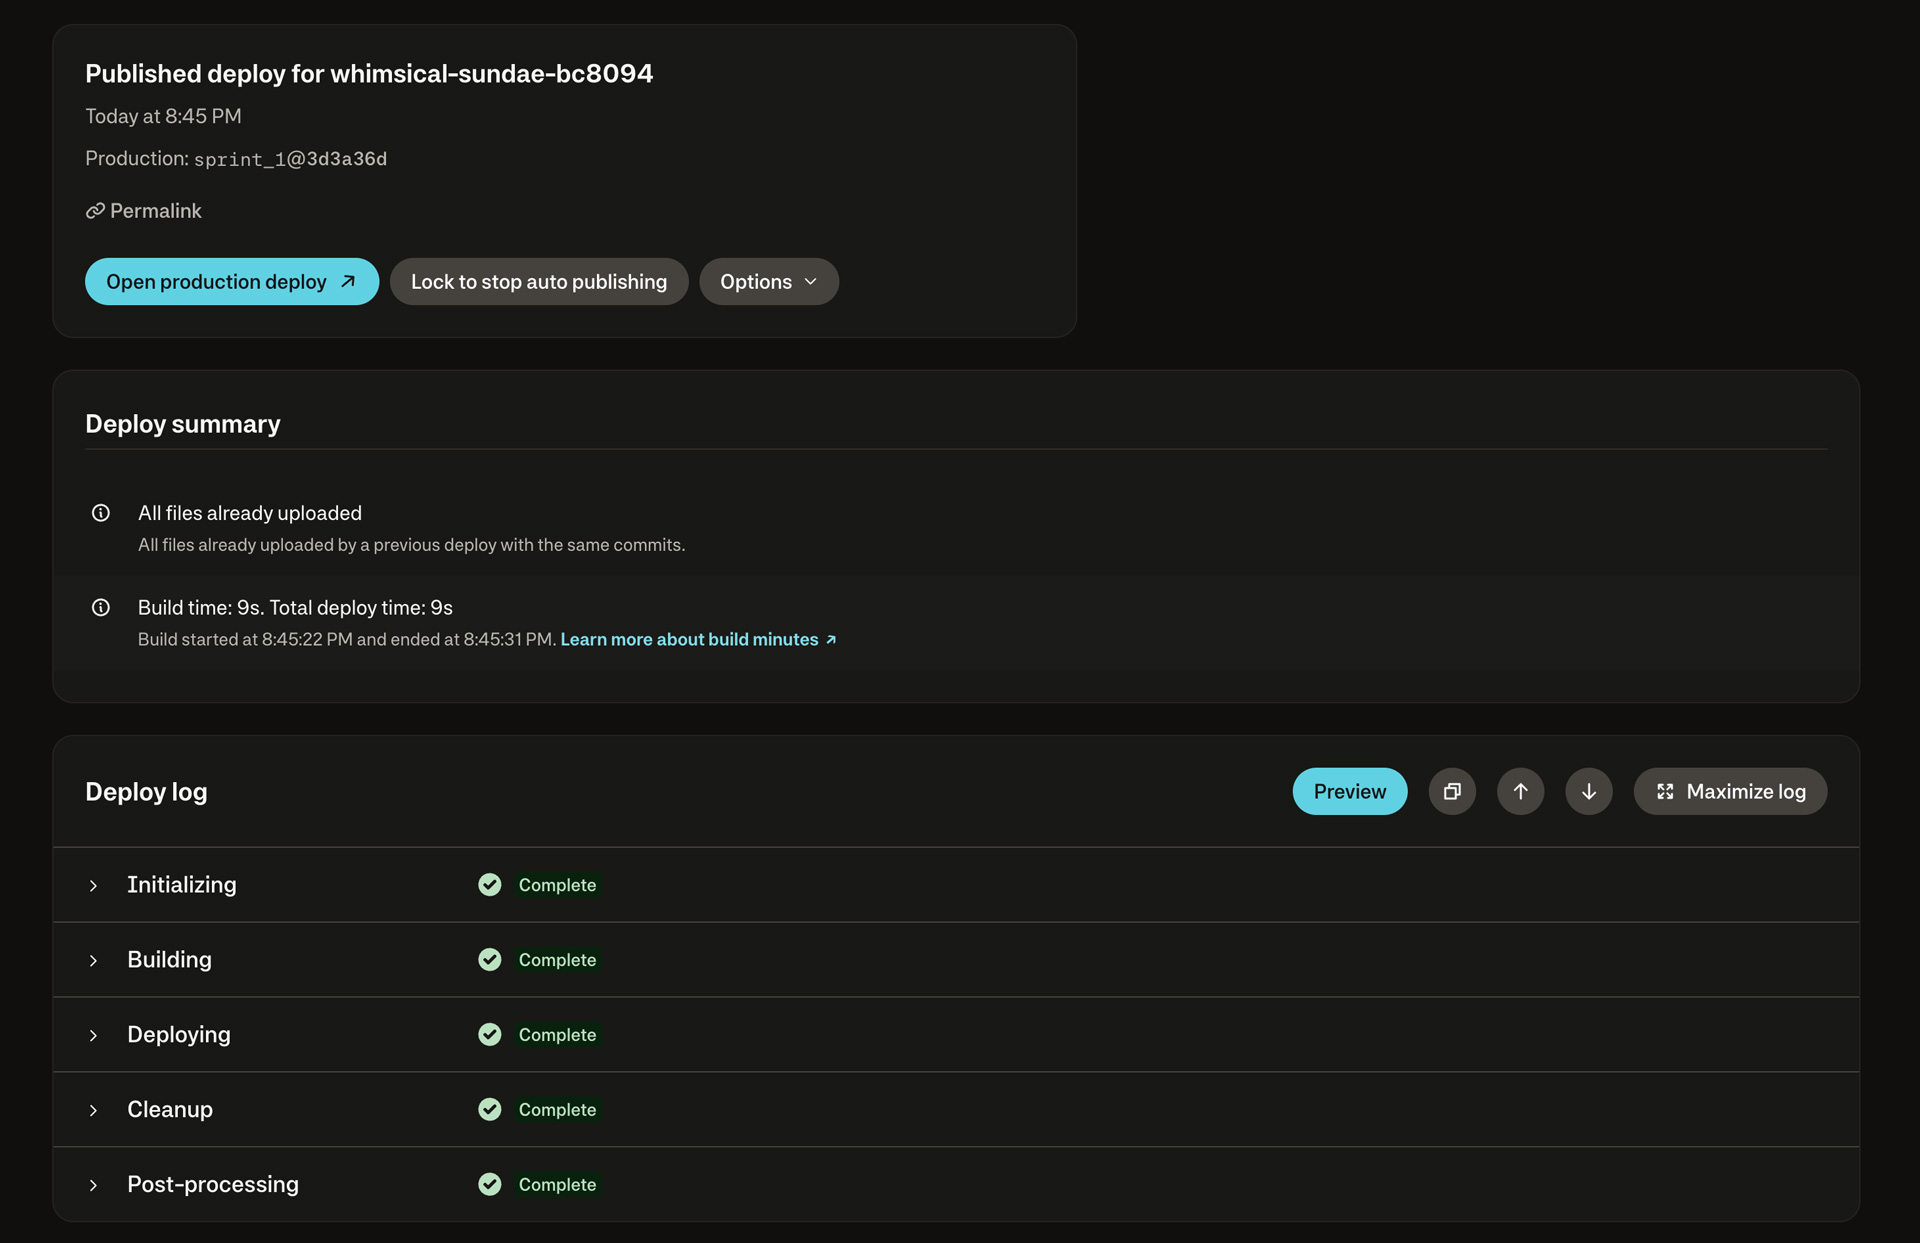 Published deploy for whimsical-sundae-bc8094
Today at 8:45 PM
Production: sprint_1@3d3a36d
Permalink
Open production deploy
Lock to stop auto publishing
Options
Deploy summary
All files already uploaded
All files already uploaded by a previous deploy with the same commits.
Build time: 9s. Total deploy time: 9s
Build started at 8:45:22 PM and ended at 8:45:31 PM. Learn more about build minutes
Deploy log
Preview
Maximize log
Initializing Complete
Building Complete
Deploying Complete
Cleanup Complete
Post-processing Complete